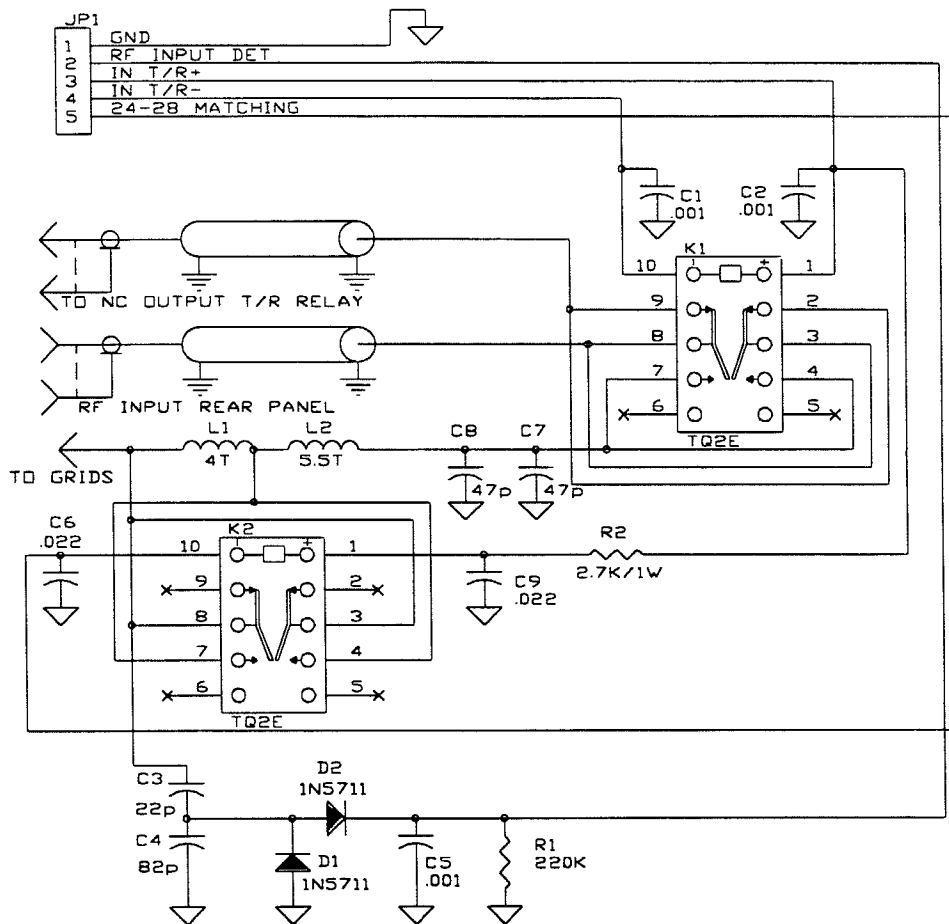 JP1
1 GND
2 RF INPUT DET
3 IN T/R+
4 IN T/R-
5 24-28 MATCHING
C1
.001
C2
.001
K1
10 1
9 2
8 3
7 4
6 5
TQ2E
TO NC OUTPUT T/R RELAY
RF INPUT REAR PANEL
TO GRIDS
L1
4T
L2
5.5T
C8
47p
C7
47p
C6
.022
K2
10 1
9 2
8 3
7 4
6 5
TQ2E
C9
.022
R2
2.7K/1W
C3
22p
C4
82p
D2
1N5711
D1
1N5711
C5
.001
R1
220K